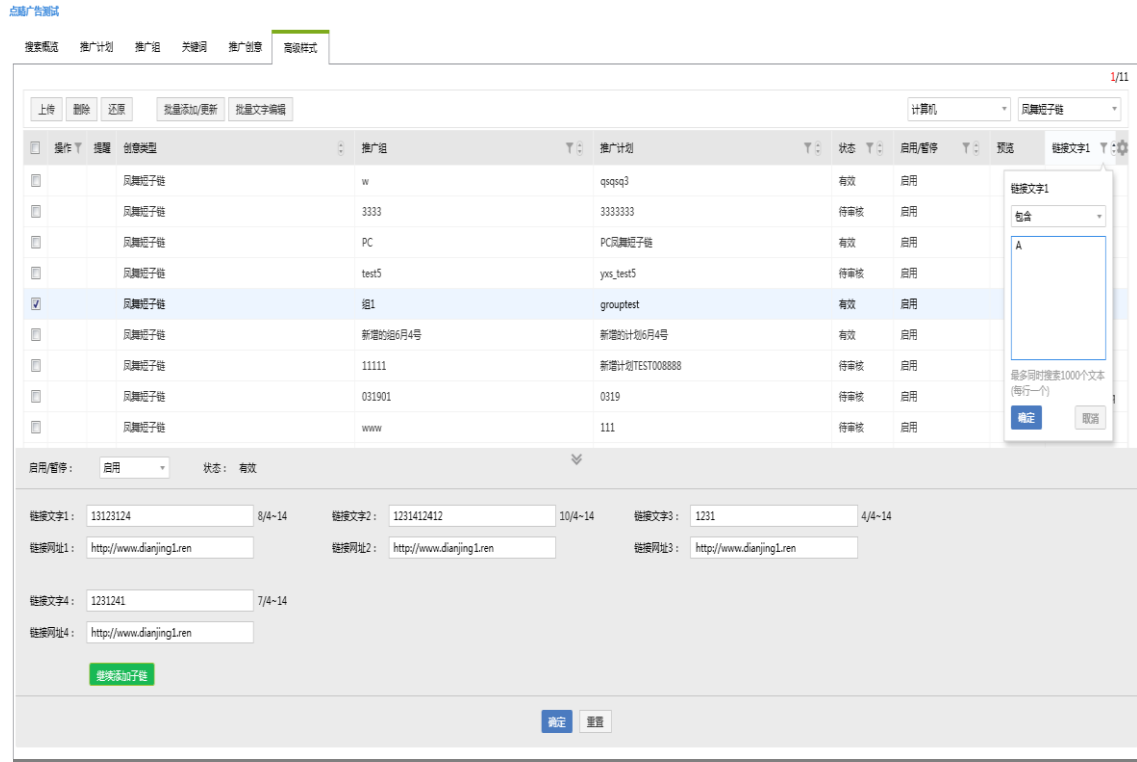 点睛广告测试
搜索概览 推广计划 推广组 关键词 推广创意 高级样式
1/11
上传 删除 还原 批量添加/更新 批量文字编辑 计算机 凤舞短子链
操作 提醒 创意类型 推广组 推广计划 状态 启用/暂停 预览 链接文字1
凤舞短子链 w qsqsq3 有效 启用
凤舞短子链 3333 3333333 待审核 启用
凤舞短子链 PC PC凤舞短子链 有效 启用
凤舞短子链 test5 yxs_test5 待审核 启用
凤舞短子链 组1 grouptest 有效 启用
凤舞短子链 新增的组6月4号 新增的计划6月4号 有效 启用
凤舞短子链 11111 新增计划TEST008888 待审核 启用
凤舞短子链 031901 0319 待审核 启用
凤舞短子链 www 111 待审核 启用
链接文字1
包含
A
最多同时搜索1000个文本
(每行一个)
确定 取消
启用/暂停： 启用 状态： 有效
链接文字1： 13123124 8/4~14 链接文字2： 1231412412 10/4~14 链接文字3： 1231 4/4~14
链接网址1： http://www.dianjing1.ren 链接网址2： http://www.dianjing1.ren 链接网址3： http://www.dianjing1.ren
链接文字4： 1231241 7/4~14
链接网址4： http://www.dianjing1.ren
继续添加子链
确定 重置